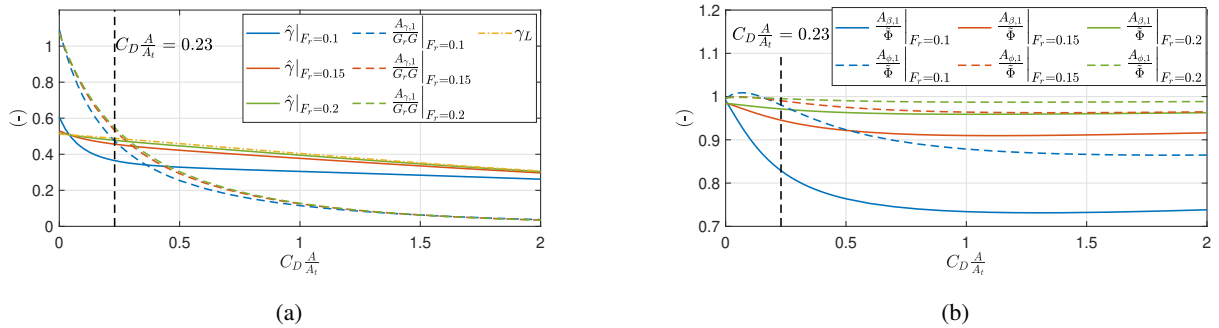 1
0.8
0.6
0.4
0.2
0
(-)
0 0.5 1 1.5 2
C_D A/A_t
C_D A/A_t = 0.23
γ̂|_{F_r=0.1} A_{γ,1}/(G_r G)|_{F_r=0.1} γ_L
γ̂|_{F_r=0.15} A_{γ,1}/(G_r G)|_{F_r=0.15}
γ̂|_{F_r=0.2} A_{γ,1}/(G_r G)|_{F_r=0.2}
(a)
1.2
1.1
1
0.9
0.8
0.7
(-)
0 0.5 1 1.5 2
C_D A/A_t
C_D A/A_t = 0.23
A_{β,1}/Φ̄|_{F_r=0.1} A_{β,1}/Φ̄|_{F_r=0.15} A_{β,1}/Φ̄|_{F_r=0.2}
A_{ϕ,1}/Φ̄|_{F_r=0.1} A_{ϕ,1}/Φ̄|_{F_r=0.15} A_{ϕ,1}/Φ̄|_{F_r=0.2}
(b)